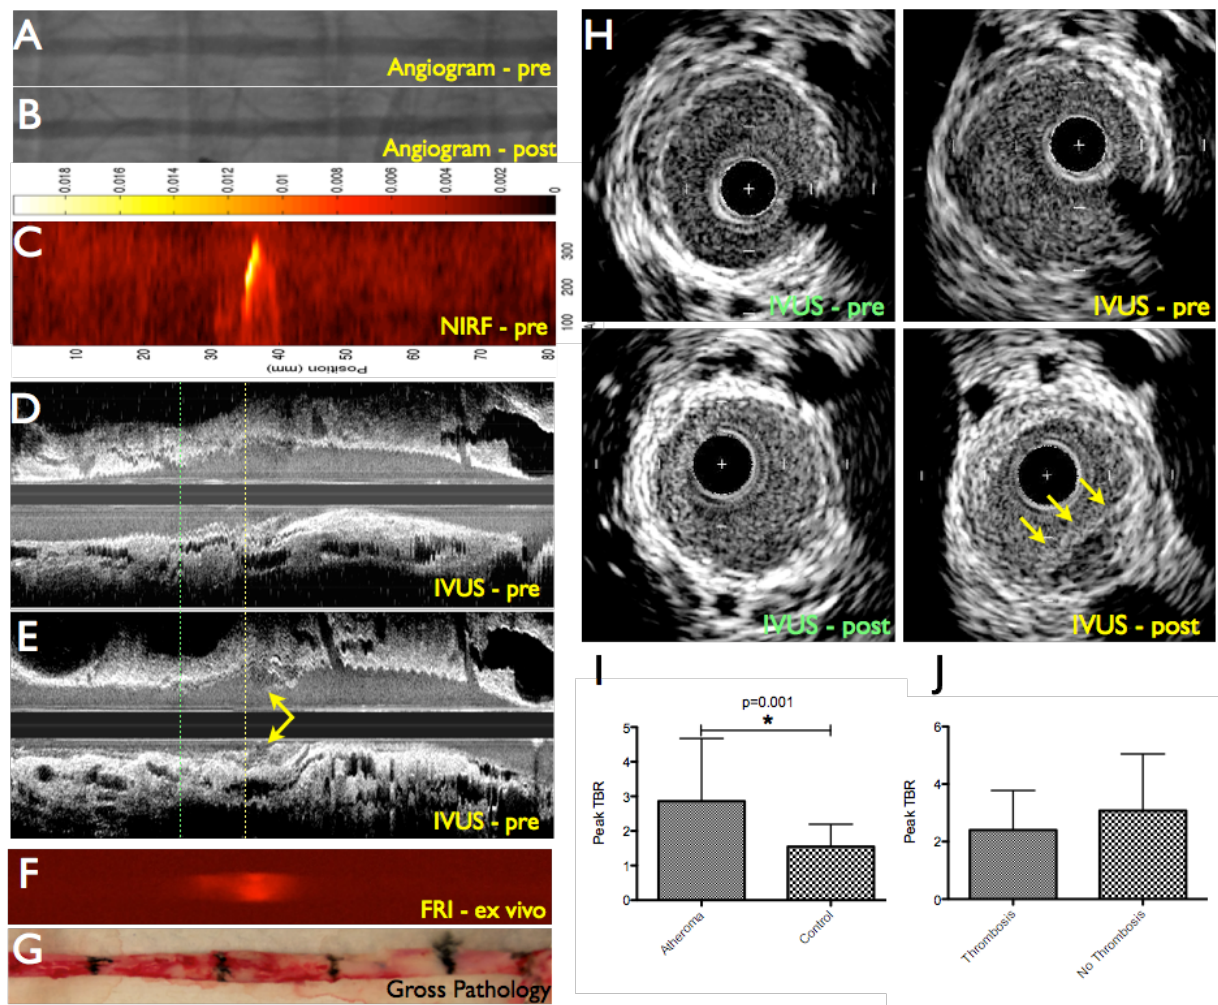 A
Angiogram - pre
B
Angiogram - post
0.018 0.016 0.014 0.012 0.01 0.008 0.006 0.004 0.002 0
C
300
200
100
NIRF - pre
10 20 30 40 50 60 70 80
Position (mm)
D
IVUS - pre
E
IVUS - pre
F
FRI - ex vivo
G
Gross Pathology
H
IVUS - pre
IVUS - pre
IVUS - post
IVUS - post
I
p=0.001
*
5
4
3
2
1
0
Peak TBR
Atheroma
Control
J
6
4
2
0
Peak TBR
Thrombosis
No Thrombosis